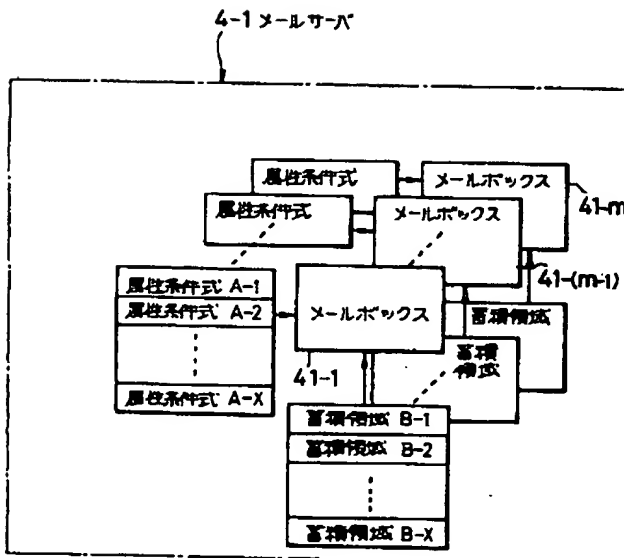 4-1 メールサーバ
属性条件式
メールボックス
41-m
属性条件式
メールボックス
41-(m-1)
属性条件式 A-1
属性条件式 A-2
属性条件式 A-X
メールボックス
41-1
蓄積領域
蓄積
領域
蓄積領域 B-1
蓄積領域 B-2
蓄積領域 B-X